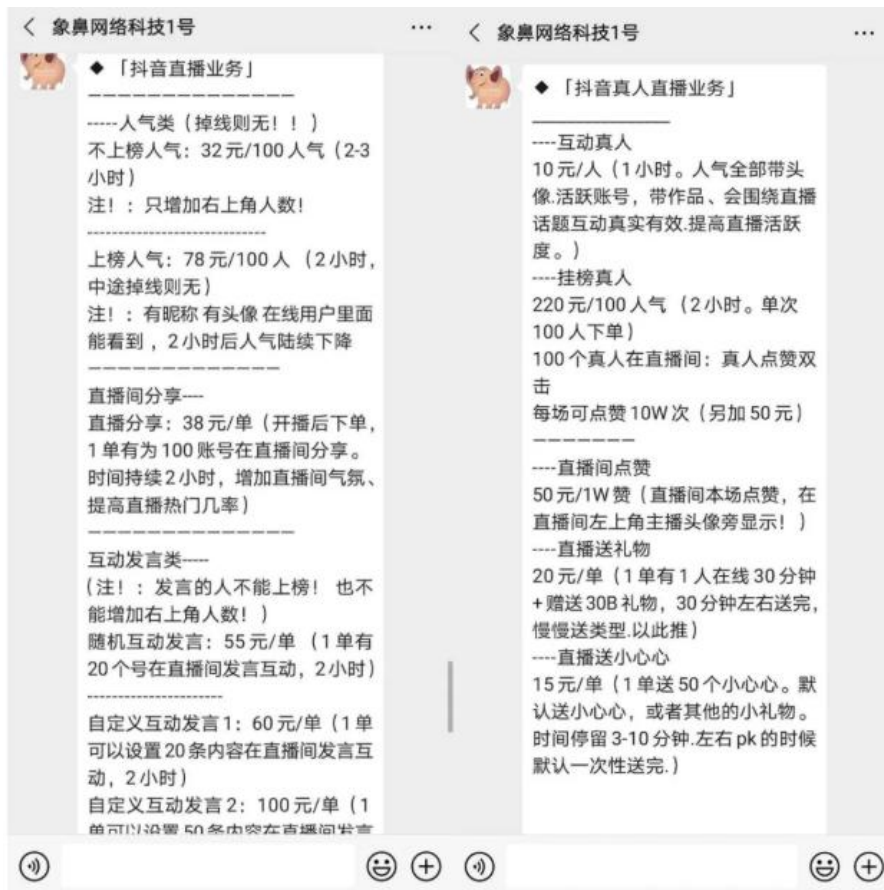 象鼻网络科技1号
◆「抖音直播业务」
-----人气类（掉线则无！！）
不上榜人气：32元/100人气（2-3
小时）
注！：只增加右上角人数！
上榜人气：78元/100人 （2小时，
中途掉线则无）
注！：有昵称 有头像 在线用户里面
能看到 ，2小时后人气陆续下降
直播间分享----
直播分享：38元/单（开播后下单，
1单有为100账号在直播间分享。
时间持续2小时，增加直播间气氛、
提高直播热门几率）
互动发言类-----
(注！：发言的人不能上榜！ 也不
能增加右上角人数！)
随机互动发言：55元/单 （1单有
20个号在直播间发言互动，2小时）
自定义互动发言1：60元/单（1单
可以设置20条内容在直播间发言互
动，2小时）
自定义互动发言2：100元/单（1
单可以设置50条内容在直播间发言
象鼻网络科技1号
◆「抖音真人直播业务」
----互动真人
10元/人（1小时。人气全部带头
像.活跃账号，带作品、会围绕直播
话题互动真实有效.提高直播活跃
度。）
----挂榜真人
220元/100人气 （2小时。单次
100人下单）
100个真人在直播间：真人点赞双
击
每场可点赞10W次（另加50元）
----直播间点赞
50元/1W赞（直播间本场点赞，在
直播间左上角主播头像旁显示！）
----直播送礼物
20元/单（1单有1人在线30分钟
+赠送30B礼物，30分钟左右送完，
慢慢送类型.以此推）
----直播送小心心
15元/单（1单送50个小心心。默
认送小心心，或者其他的小礼物。
时间停留3-10分钟.左右pk的时候
默认一次性送完.）